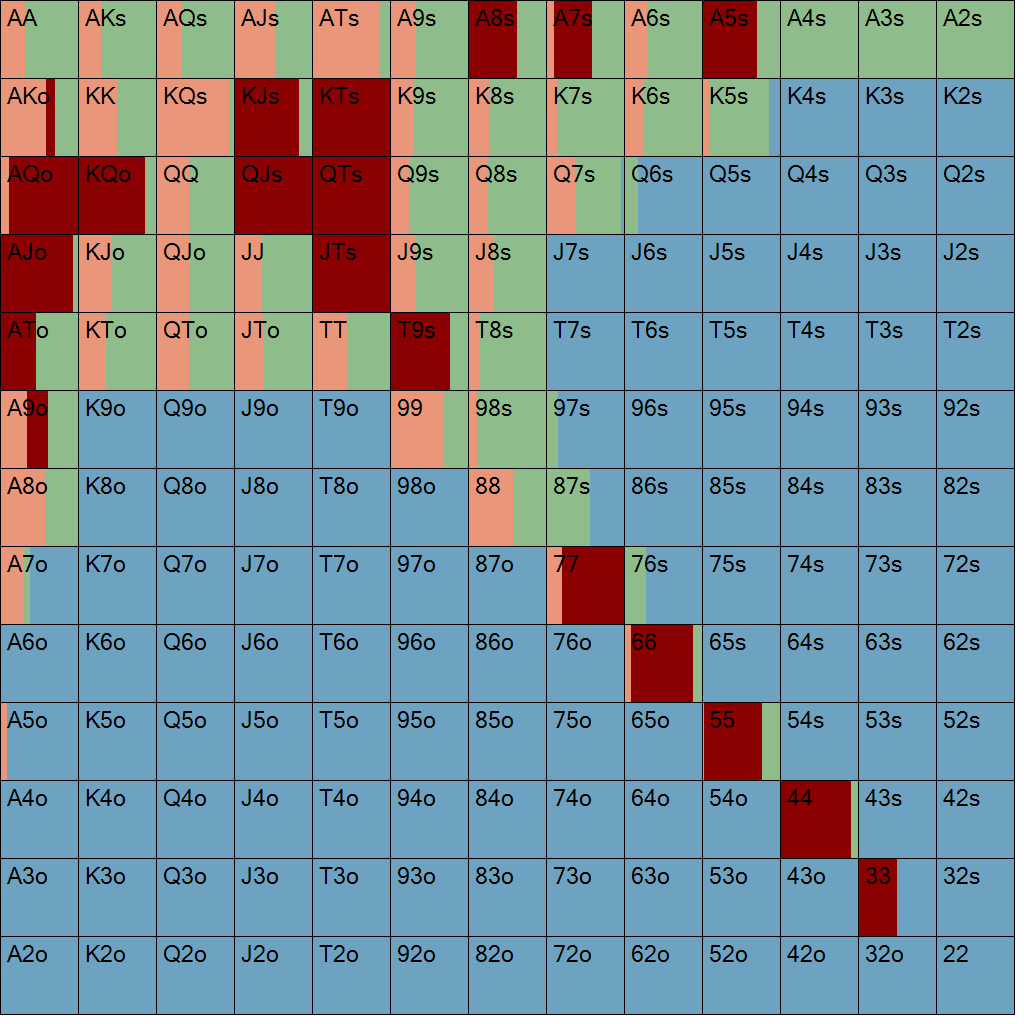 AA AKs AQs AJs ATs A9s A8s A7s A6s A5s A4s A3s A2s
AKo KK KQs KJs KTs K9s K8s K7s K6s K5s K4s K3s K2s
AQo KQo QQ QJs QTs Q9s Q8s Q7s Q6s Q5s Q4s Q3s Q2s
AJo KJo QJo JJ JTs J9s J8s J7s J6s J5s J4s J3s J2s
ATo KTo QTo JTo TT T9s T8s T7s T6s T5s T4s T3s T2s
A9o K9o Q9o J9o T9o 99 98s 97s 96s 95s 94s 93s 92s
A8o K8o Q8o J8o T8o 98o 88 87s 86s 85s 84s 83s 82s
A7o K7o Q7o J7o T7o 97o 87o 77 76s 75s 74s 73s 72s
A6o K6o Q6o J6o T6o 96o 86o 76o 66 65s 64s 63s 62s
A5o K5o Q5o J5o T5o 95o 85o 75o 65o 55 54s 53s 52s
A4o K4o Q4o J4o T4o 94o 84o 74o 64o 54o 44 43s 42s
A3o K3o Q3o J3o T3o 93o 83o 73o 63o 53o 43o 33 32s
A2o K2o Q2o J2o T2o 92o 82o 72o 62o 52o 42o 32o 22